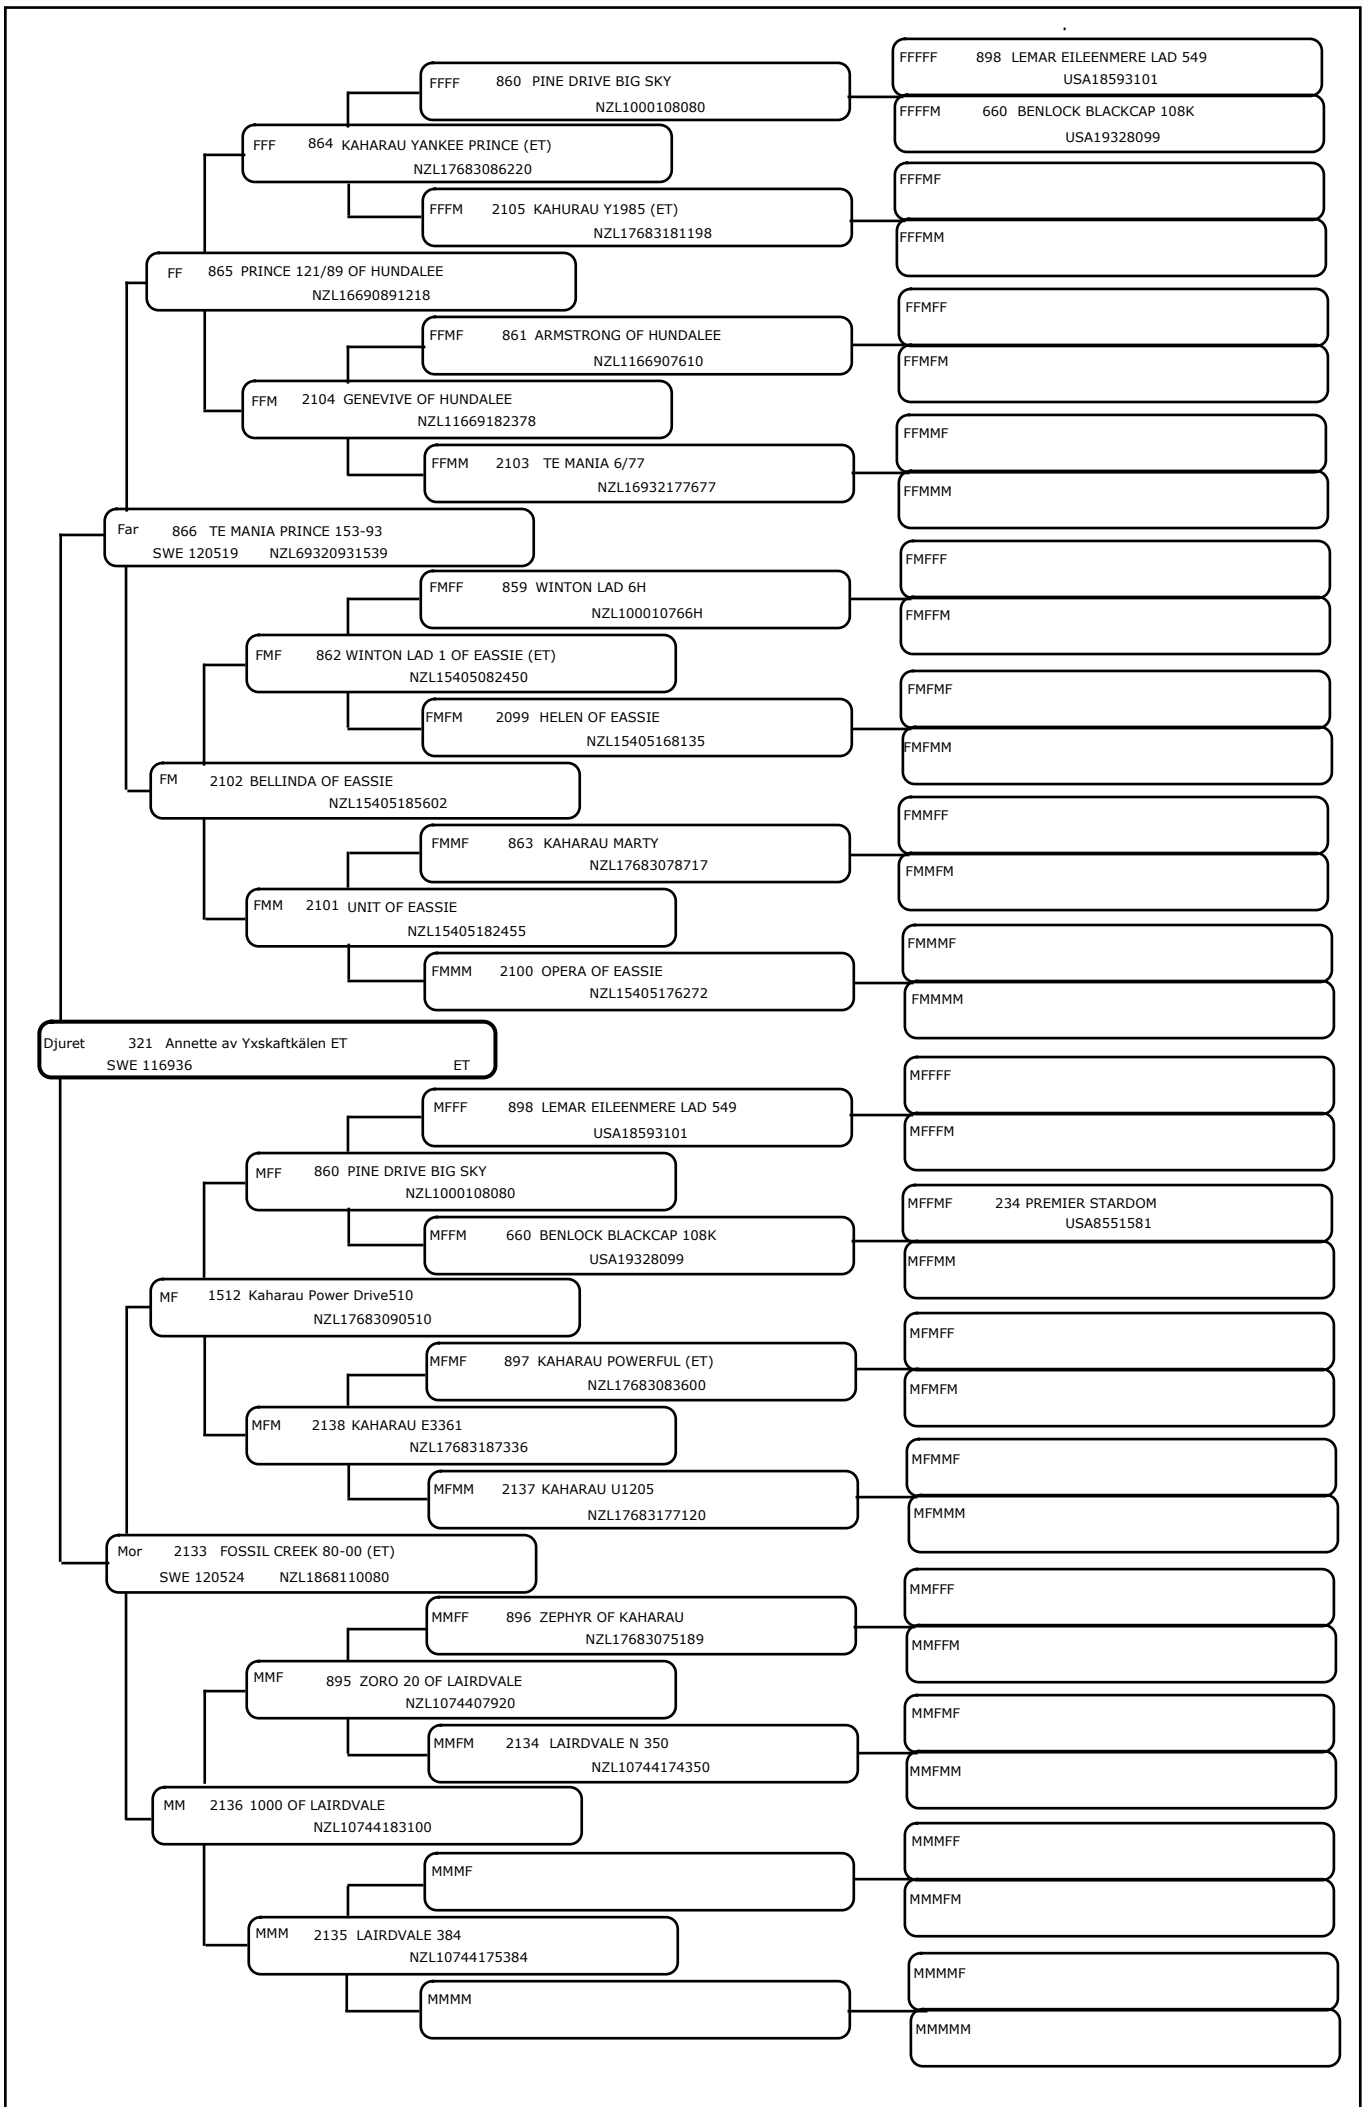 FFFFF 898 LEMAR EILEENMERE LAD 549
USA18593101
FFFF 860 PINE DRIVE BIG SKY
NZL1000108080
FFFFM 660 BENLOCK BLACKCAP 108K
USA19328099
FFF 864 KAHARAU YANKEE PRINCE (ET)
NZL17683086220
FFFMF
FFFM 2105 KAHURAU Y1985 (ET)
NZL17683181198
FFFMM
FF 865 PRINCE 121/89 OF HUNDALEE
NZL16690891218
FFMFF
FFMF 861 ARMSTRONG OF HUNDALEE
NZL1166907610
FFMFM
FFM 2104 GENEVIVE OF HUNDALEE
NZL11669182378
FFMMF
FFMM 2103 TE MANIA 6/77
NZL16932177677
FFMMM
Far 866 TE MANIA PRINCE 153-93
SWE 120519 NZL69320931539
FMFFF
FMFF 859 WINTON LAD 6H
NZL100010766H
FMFFM
FMF 862 WINTON LAD 1 OF EASSIE (ET)
NZL15405082450
FMFMF
FMFM 2099 HELEN OF EASSIE
NZL15405168135
FMFMM
FM 2102 BELLINDA OF EASSIE
NZL15405185602
FMMFF
FMMF 863 KAHARAU MARTY
NZL17683078717
FMMFM
FMM 2101 UNIT OF EASSIE
NZL15405182455
FMMMF
FMMM 2100 OPERA OF EASSIE
NZL15405176272
FMMMM
Djuret 321 Annette av Yxskaftkälen ET
SWE 116936 ET
MFFFF
MFFF 898 LEMAR EILEENMERE LAD 549
USA18593101
MFFFM
MFF 860 PINE DRIVE BIG SKY
NZL1000108080
MFFMF 234 PREMIER STARDOM
USA8551581
MFFM 660 BENLOCK BLACKCAP 108K
USA19328099
MFFMM
MF 1512 Kaharau Power Drive510
NZL17683090510
MFMFF
MFMF 897 KAHARAU POWERFUL (ET)
NZL17683083600
MFMFM
MFM 2138 KAHARAU E3361
NZL17683187336
MFMMF
MFMM 2137 KAHARAU U1205
NZL17683177120
MFMMM
Mor 2133 FOSSIL CREEK 80-00 (ET)
SWE 120524 NZL1868110080
MMFFF
MMFF 896 ZEPHYR OF KAHARAU
NZL17683075189
MMFFM
MMF 895 ZORO 20 OF LAIRDVALE
NZL1074407920
MMFMF
MMFM 2134 LAIRDVALE N 350
NZL10744174350
MMFMM
MM 2136 1000 OF LAIRDVALE
NZL10744183100
MMMFF
MMMF
MMMFM
MMM 2135 LAIRDVALE 384
NZL10744175384
MMMMF
MMMM
MMMMM